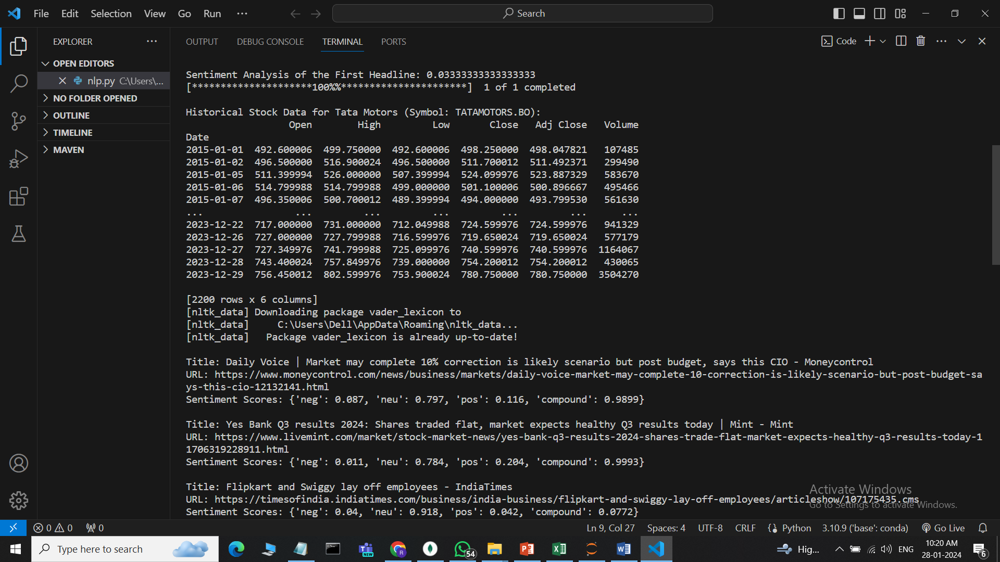 File Edit Selection View Go Run ···
Search
EXPLORER ···
OPEN EDITORS
nlp.py C:\Users\...
NO FOLDER OPENED
OUTLINE
TIMELINE
MAVEN
OUTPUT DEBUG CONSOLE TERMINAL PORTS
Code
Sentiment Analysis of the First Headline: 0.03333333333333333
[*********************100%%**********************]  1 of 1 completed
Historical Stock Data for Tata Motors (Symbol: TATAMOTORS.BO):
Open High Low Close Adj Close Volume
Date
2015-01-01 492.600006 499.750000 492.600006 498.250000 498.047821 107485
2015-01-02 496.500000 516.900024 496.500000 511.700012 511.492371 299490
2015-01-05 511.399994 526.000000 507.399994 524.099976 523.887329 583670
2015-01-06 514.799988 514.799988 499.000000 501.100006 500.896667 495466
2015-01-07 496.350006 500.700012 489.399994 494.000000 493.799530 561630
... ... ... ... ... ... ...
2023-12-22 717.000000 731.000000 712.049988 724.599976 724.599976 941329
2023-12-26 727.000000 727.799988 716.599976 719.650024 719.650024 577179
2023-12-27 727.349976 741.799988 725.099976 740.599976 740.599976 1164067
2023-12-28 743.400024 757.849976 739.000000 754.200012 754.200012 430065
2023-12-29 756.450012 802.599976 753.900024 780.750000 780.750000 3504270
[2200 rows x 6 columns]
[nltk_data] Downloading package vader_lexicon to
[nltk_data]     C:\Users\Dell\AppData\Roaming\nltk_data...
[nltk_data]   Package vader_lexicon is already up-to-date!
Title: Daily Voice | Market may complete 10% correction is likely scenario but post budget, says this CIO - Moneycontrol
URL: https://www.moneycontrol.com/news/business/markets/daily-voice-market-may-complete-10-correction-is-likely-scenario-but-post-budget-sa
ys-this-cio-12132141.html
Sentiment Scores: {'neg': 0.087, 'neu': 0.797, 'pos': 0.116, 'compound': 0.9899}
Title: Yes Bank Q3 results 2024: Shares traded flat, market expects healthy Q3 results today | Mint - Mint
URL: https://www.livemint.com/market/stock-market-news/yes-bank-q3-results-2024-shares-trade-flat-market-expects-healthy-q3-results-today-1
1706319228911.html
Sentiment Scores: {'neg': 0.011, 'neu': 0.784, 'pos': 0.204, 'compound': 0.9993}
Title: Flipkart and Swiggy lay off employees - IndiaTimes
URL: https://timesofindia.indiatimes.com/business/india-business/flipkart-and-swiggy-lay-off-employees/articleshow/107175435.cms
Sentiment Scores: {'neg': 0.04, 'neu': 0.918, 'pos': 0.042, 'compound': 0.0772}
Activate Windows
Go to Settings to activate Windows.
0 0 0
Ln 9, Col 27 Spaces: 4 UTF-8 CRLF Python 3.10.9 ('base': conda) Go Live
Type here to search
NEW
R
54
Hig...
ENG
10:20 AM
28-01-2024
6